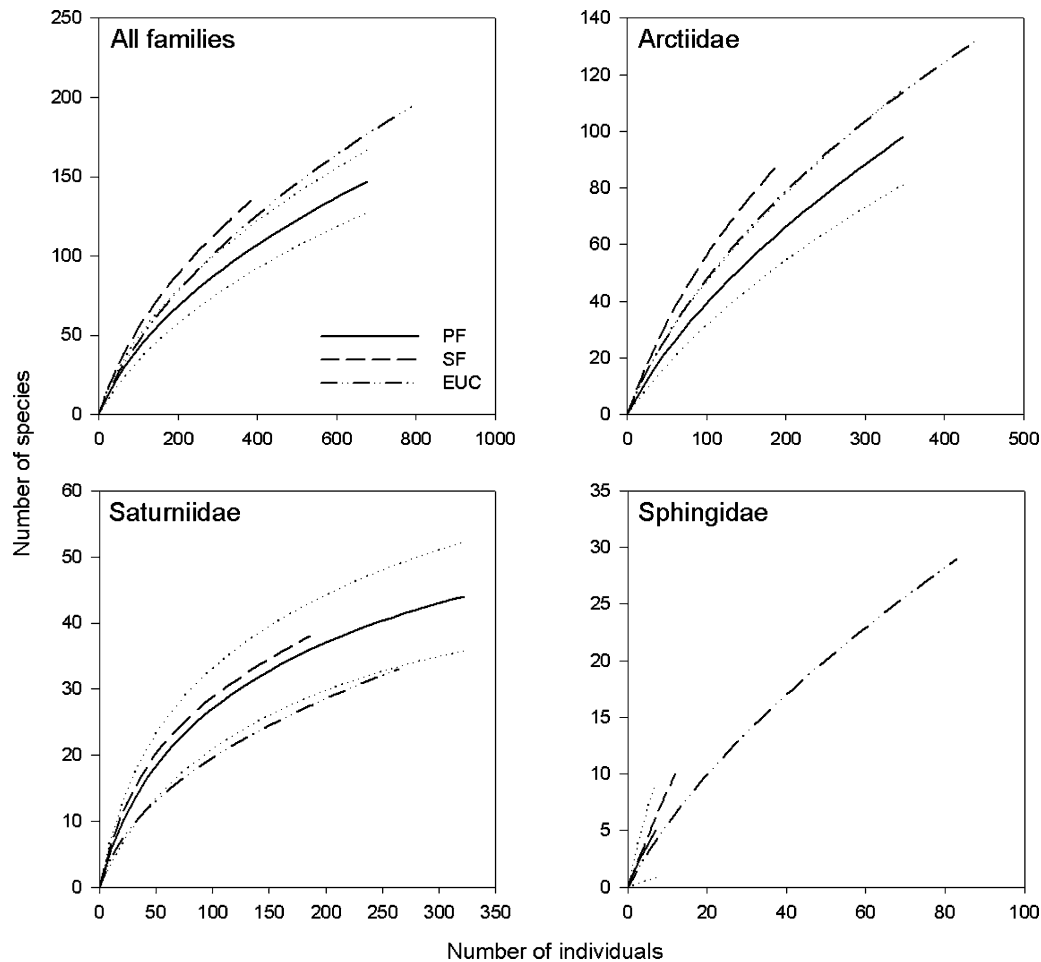 All families
250
200
150
100
50
0
0 200 400 600 800 1000
PF
SF
EUC
Arctiidae
140
120
100
80
60
40
20
0
0 100 200 300 400 500
Saturniidae
60
50
40
30
20
10
0
0 50 100 150 200 250 300 350
Sphingidae
35
30
25
20
15
10
5
0
0 20 40 60 80 100
Number of species
Number of individuals